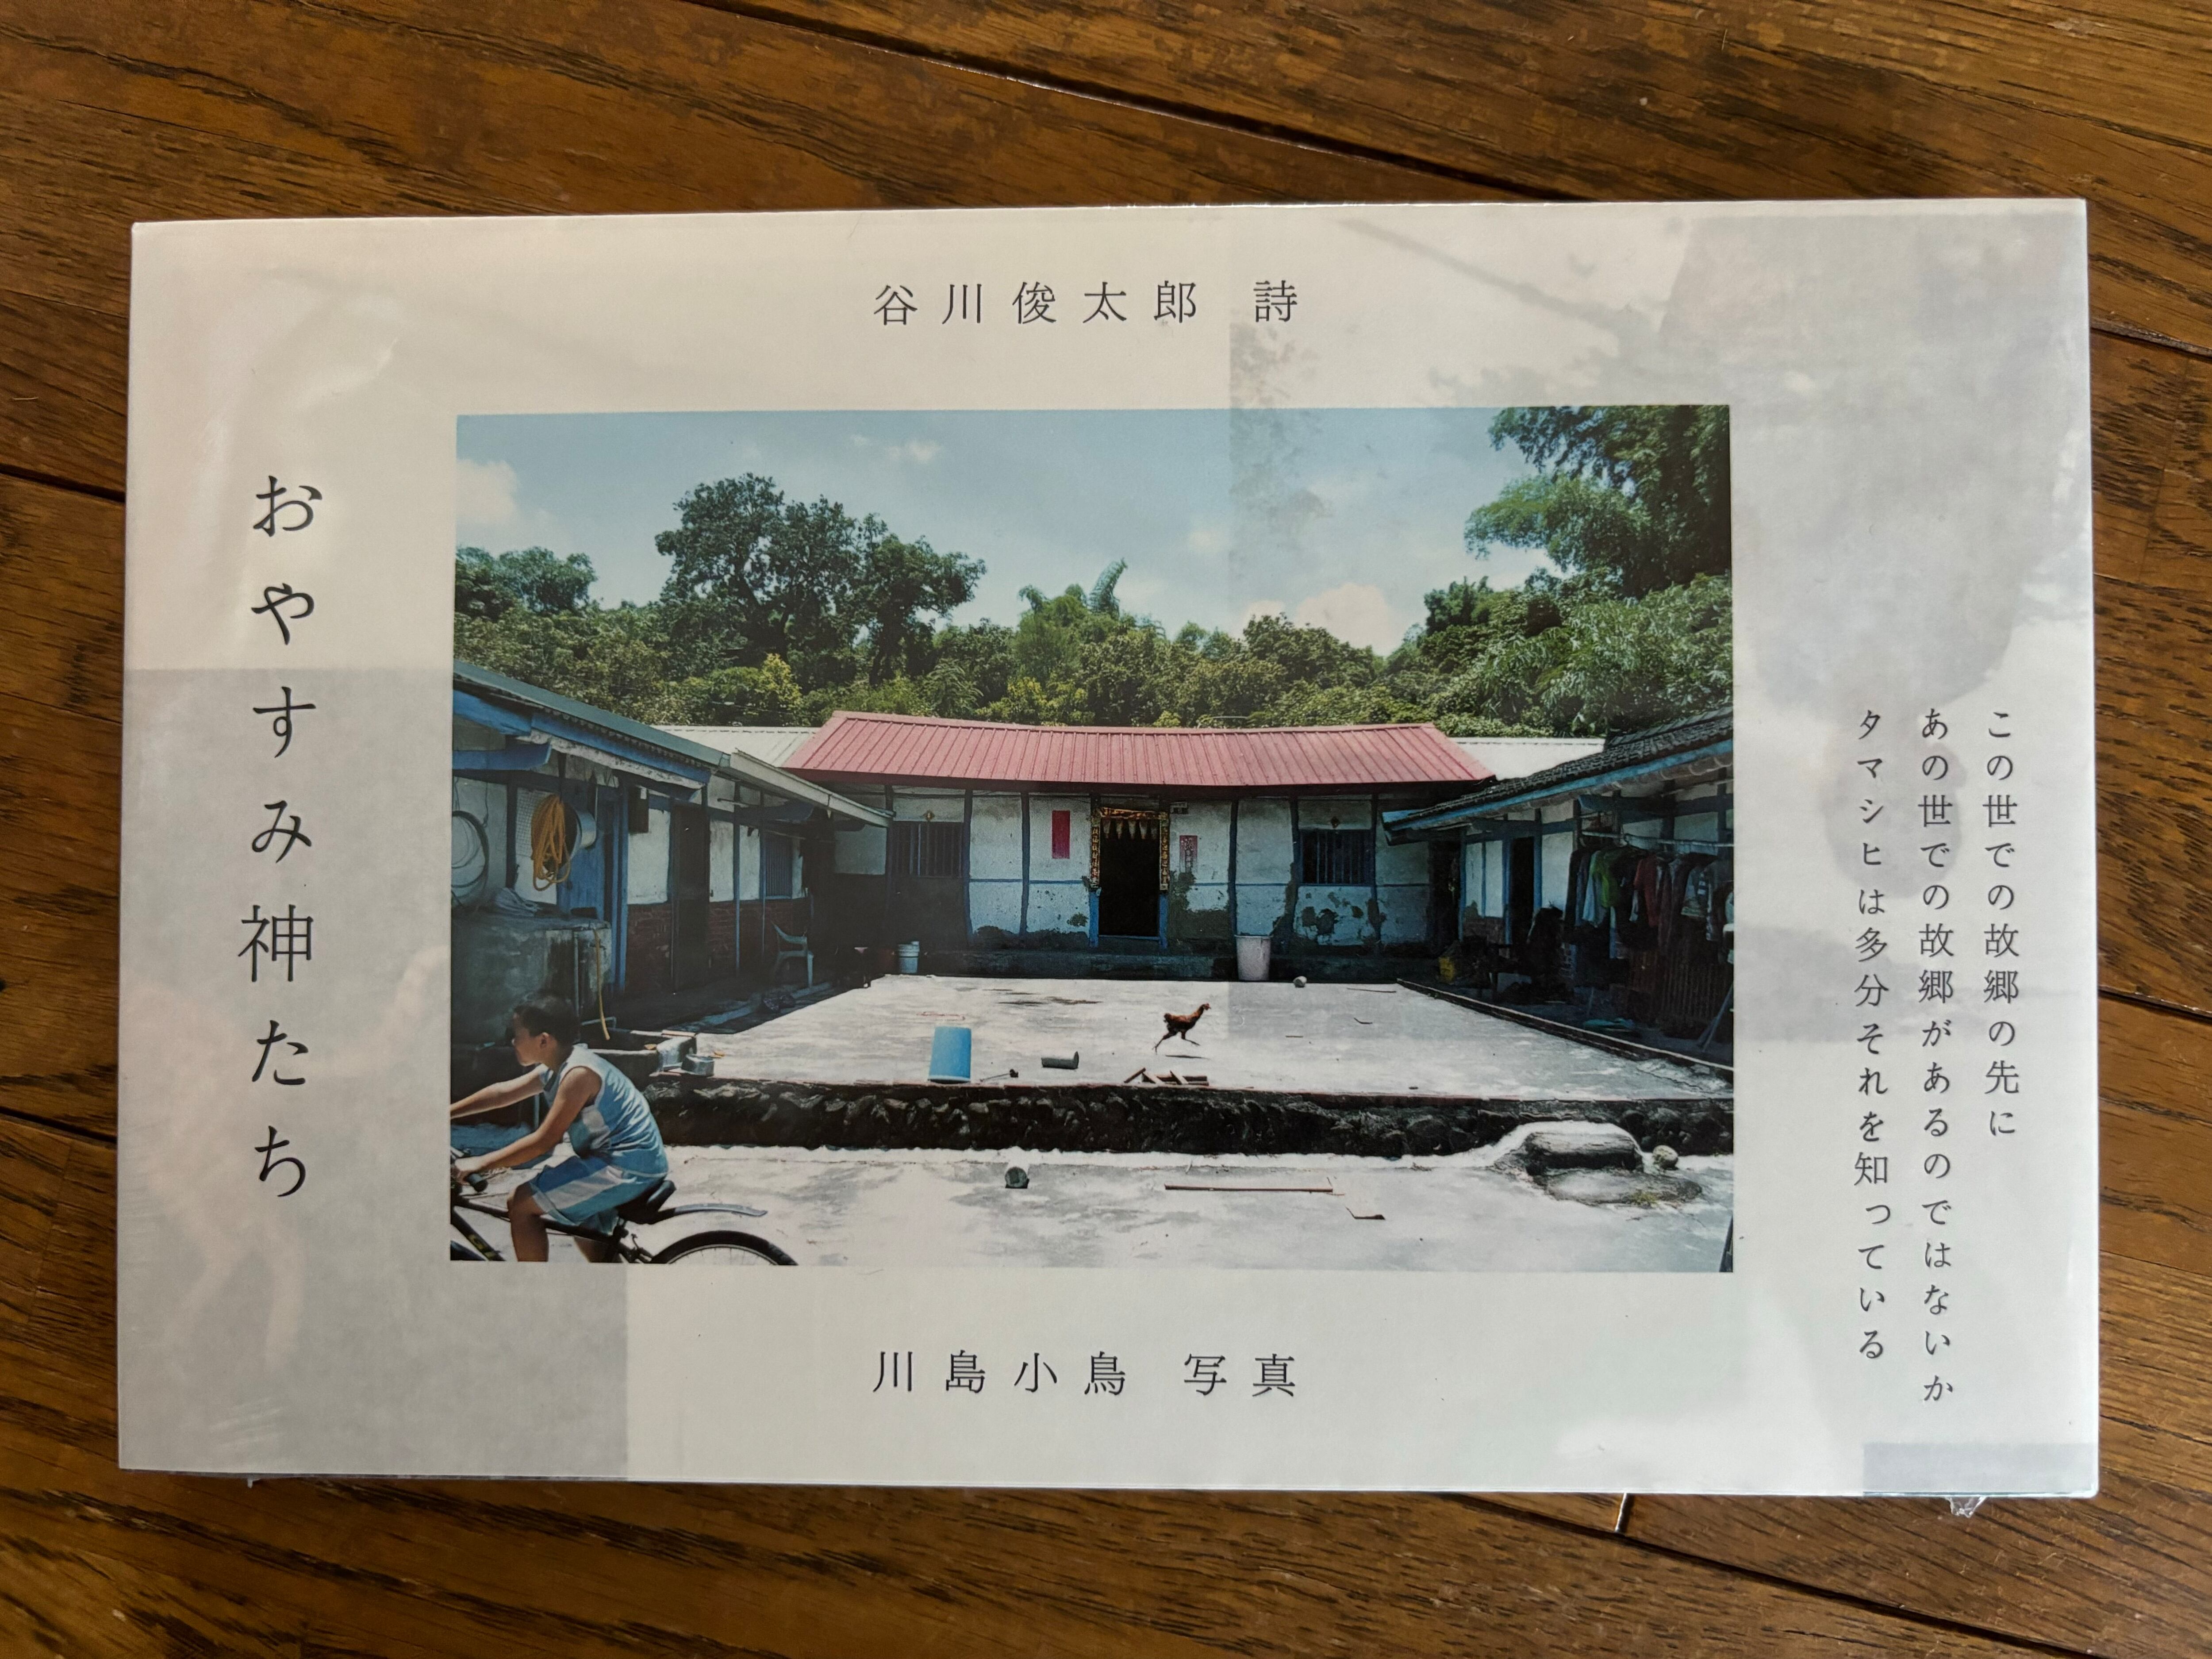 谷川俊太郎 詩
おやすみ神たち
この世での故郷の先に
あの世での故郷があるのではないか
タマシヒは多分それを知っている
川島小鳥 写真